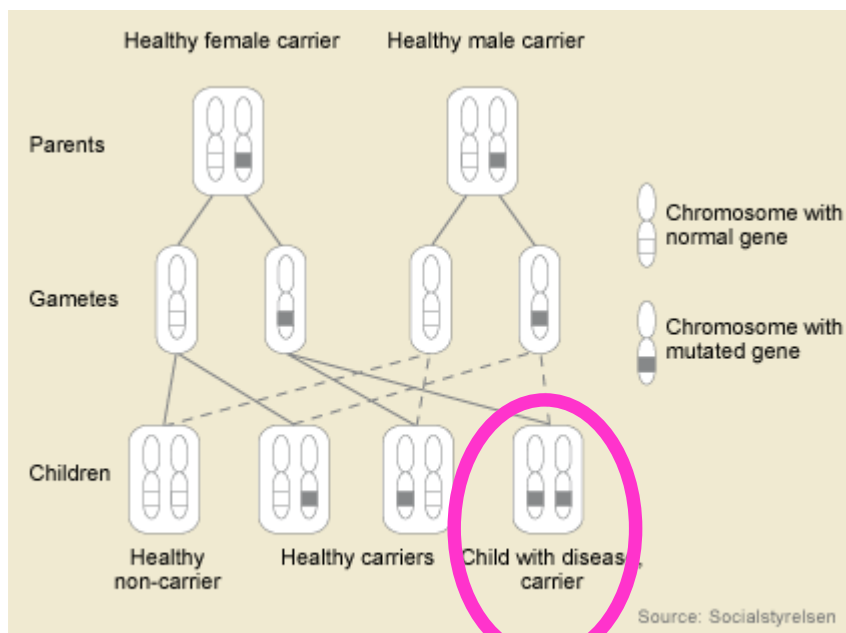 Healthy female carrier
Healthy male carrier
Parents
Chromosome with
normal gene
Gametes
Chromosome with
mutated gene
Children
Healthy
non-carrier
Healthy carriers
Child with disease,
carrier
Source: Socialstyrelsen